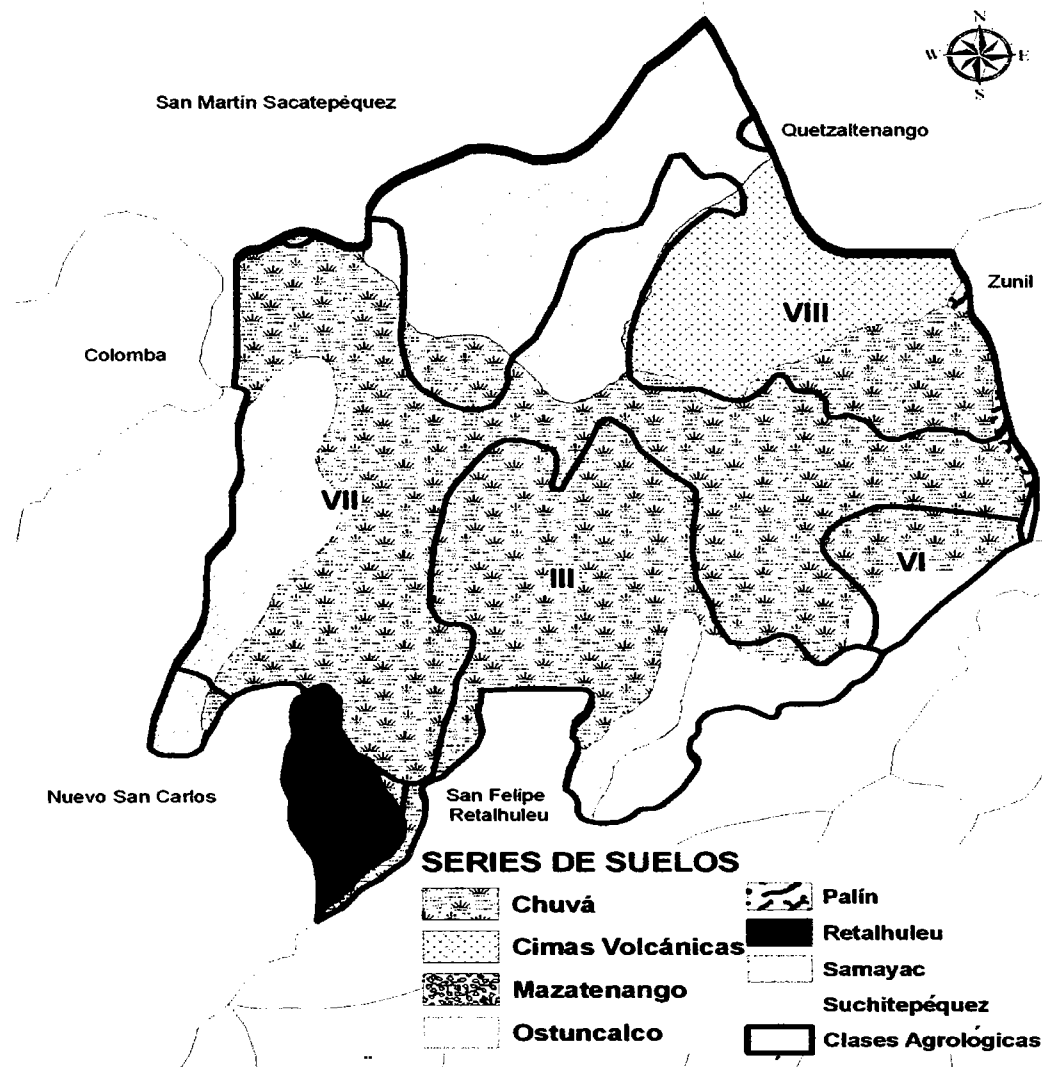 N
W E
S
San Martín Sacatepéquez
Quetzaltenango
Zunil
VIII
Colomba
VII
III
VI
Nuevo San Carlos
San Felipe
Retalhuleu
SERIES DE SUELOS
Chuvá
Cimas Volcánicas
Mazatenango
Ostuncalco
Palín
Retalhuleu
Samayac
Suchitepéquez
Clases Agrológicas